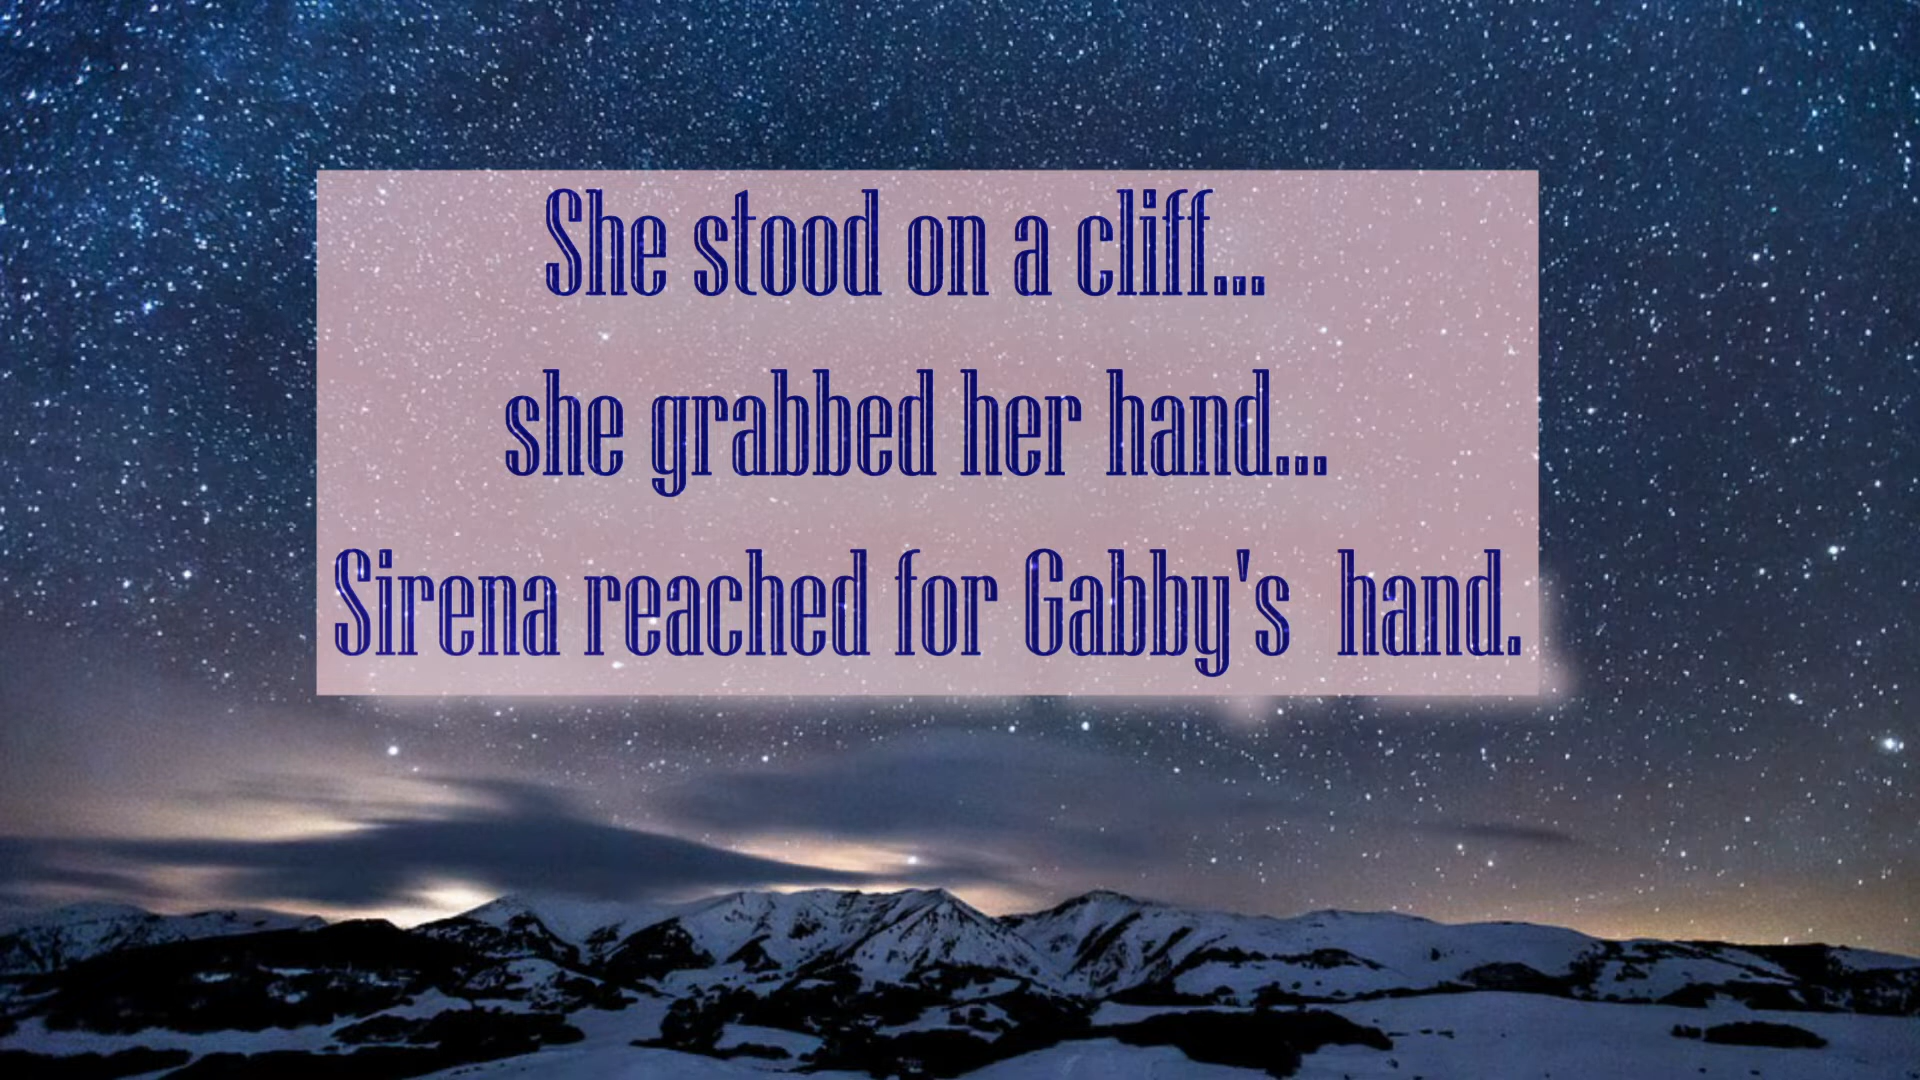 She stood on a cliff...
she grabbed her hand...
Sirena reached for Gabby's  hand.